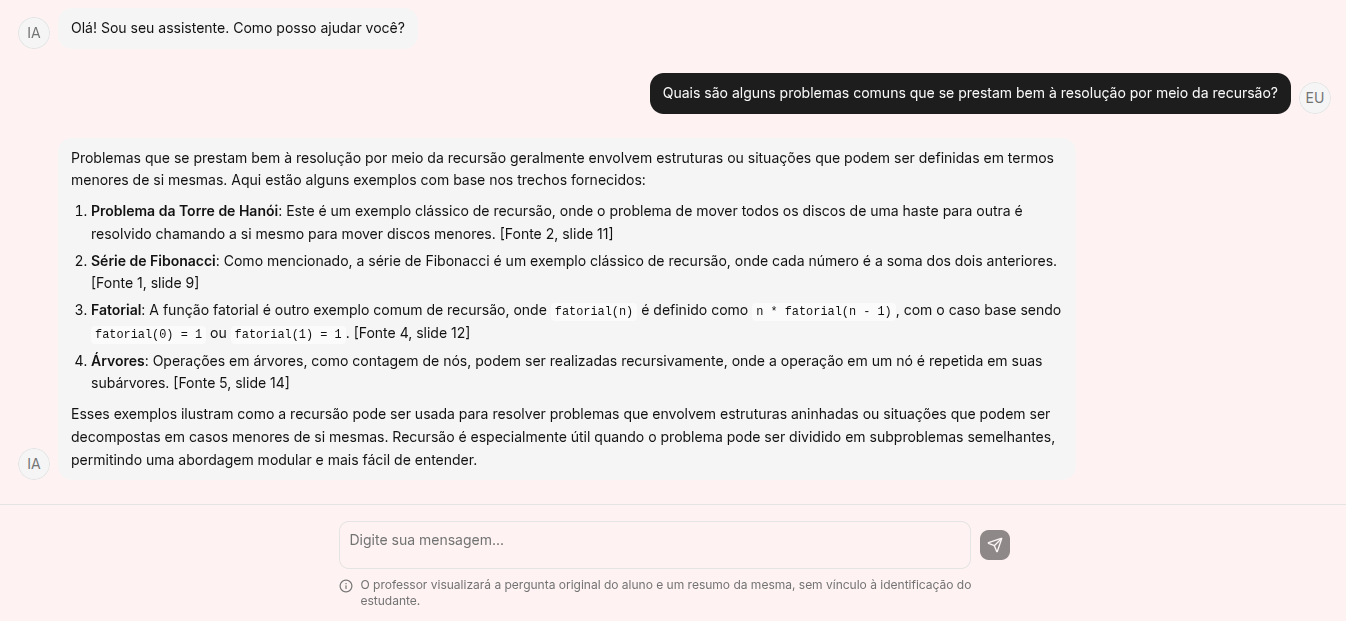 IA
Olá! Sou seu assistente. Como posso ajudar você?
Quais são alguns problemas comuns que se prestam bem à resolução por meio da recursão?
EU
Problemas que se prestam bem à resolução por meio da recursão geralmente envolvem estruturas ou situações que podem ser definidas em termos
menores de si mesmas. Aqui estão alguns exemplos com base nos trechos fornecidos:
1. Problema da Torre de Hanói: Este é um exemplo clássico de recursão, onde o problema de mover todos os discos de uma haste para outra é
resolvido chamando a si mesmo para mover discos menores. [Fonte 2, slide 11]
2. Série de Fibonacci: Como mencionado, a série de Fibonacci é um exemplo clássico de recursão, onde cada número é a soma dos dois anteriores.
[Fonte 1, slide 9]
3. Fatorial: A função fatorial é outro exemplo comum de recursão, onde fatorial(n) é definido como n * fatorial(n - 1), com o caso base sendo
fatorial(0) = 1 ou fatorial(1) = 1. [Fonte 4, slide 12]
4. Árvores: Operações em árvores, como contagem de nós, podem ser realizadas recursivamente, onde a operação em um nó é repetida em suas
subárvores. [Fonte 5, slide 14]
Esses exemplos ilustram como a recursão pode ser usada para resolver problemas que envolvem estruturas aninhadas ou situações que podem ser
decompostas em casos menores de si mesmas. Recursão é especialmente útil quando o problema pode ser dividido em subproblemas semelhantes,
permitindo uma abordagem modular e mais fácil de entender.
IA
Digite sua mensagem...
O professor visualizará a pergunta original do aluno e um resumo da mesma, sem vínculo à identificação do
estudante.